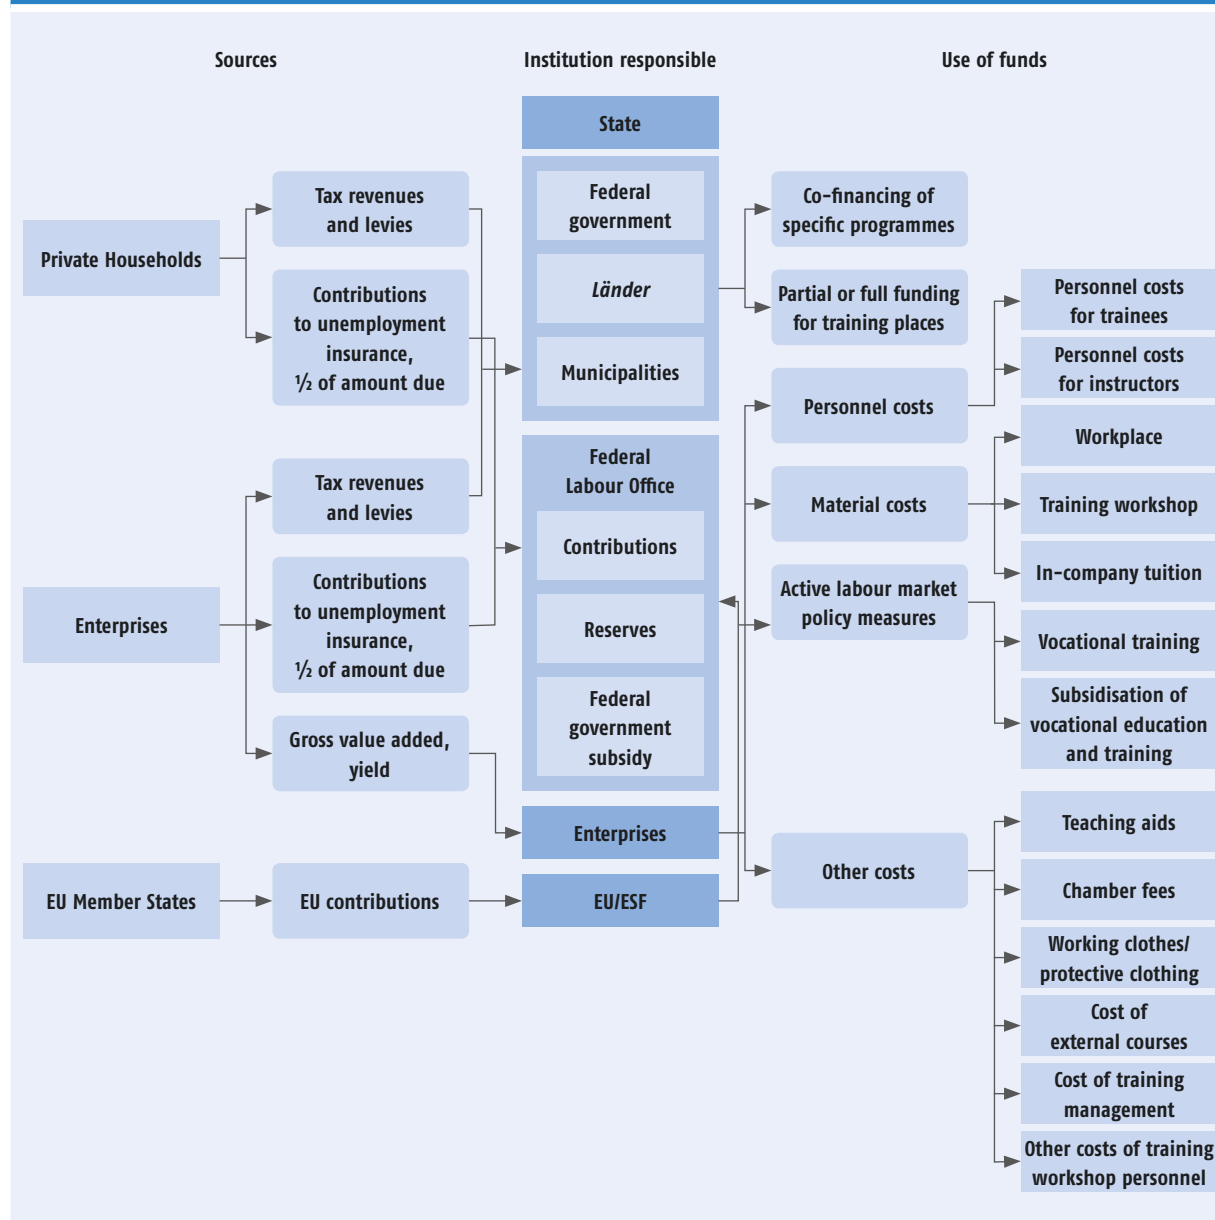 Sources
Institution responsible
Use of funds
Private Households
Enterprises
EU Member States
Tax revenues
and levies
Contributions
to unemployment
insurance,
½ of amount due
Tax revenues
and levies
Contributions
to unemployment
insurance,
½ of amount due
Gross value added,
yield
EU contributions
State
Federal
government
Länder
Municipalities
Federal
Labour Office
Contributions
Reserves
Federal
government
subsidy
Enterprises
EU/ESF
Co-financing of
specific programmes
Partial or full funding
for training places
Personnel costs
Material costs
Active labour market
policy measures
Other costs
Personnel costs
for trainees
Personnel costs
for instructors
Workplace
Training workshop
In-company tuition
Vocational training
Subsidisation of
vocational education
and training
Teaching aids
Chamber fees
Working clothes/
protective clothing
Cost of
external courses
Cost of training
management
Other costs of training
workshop personnel